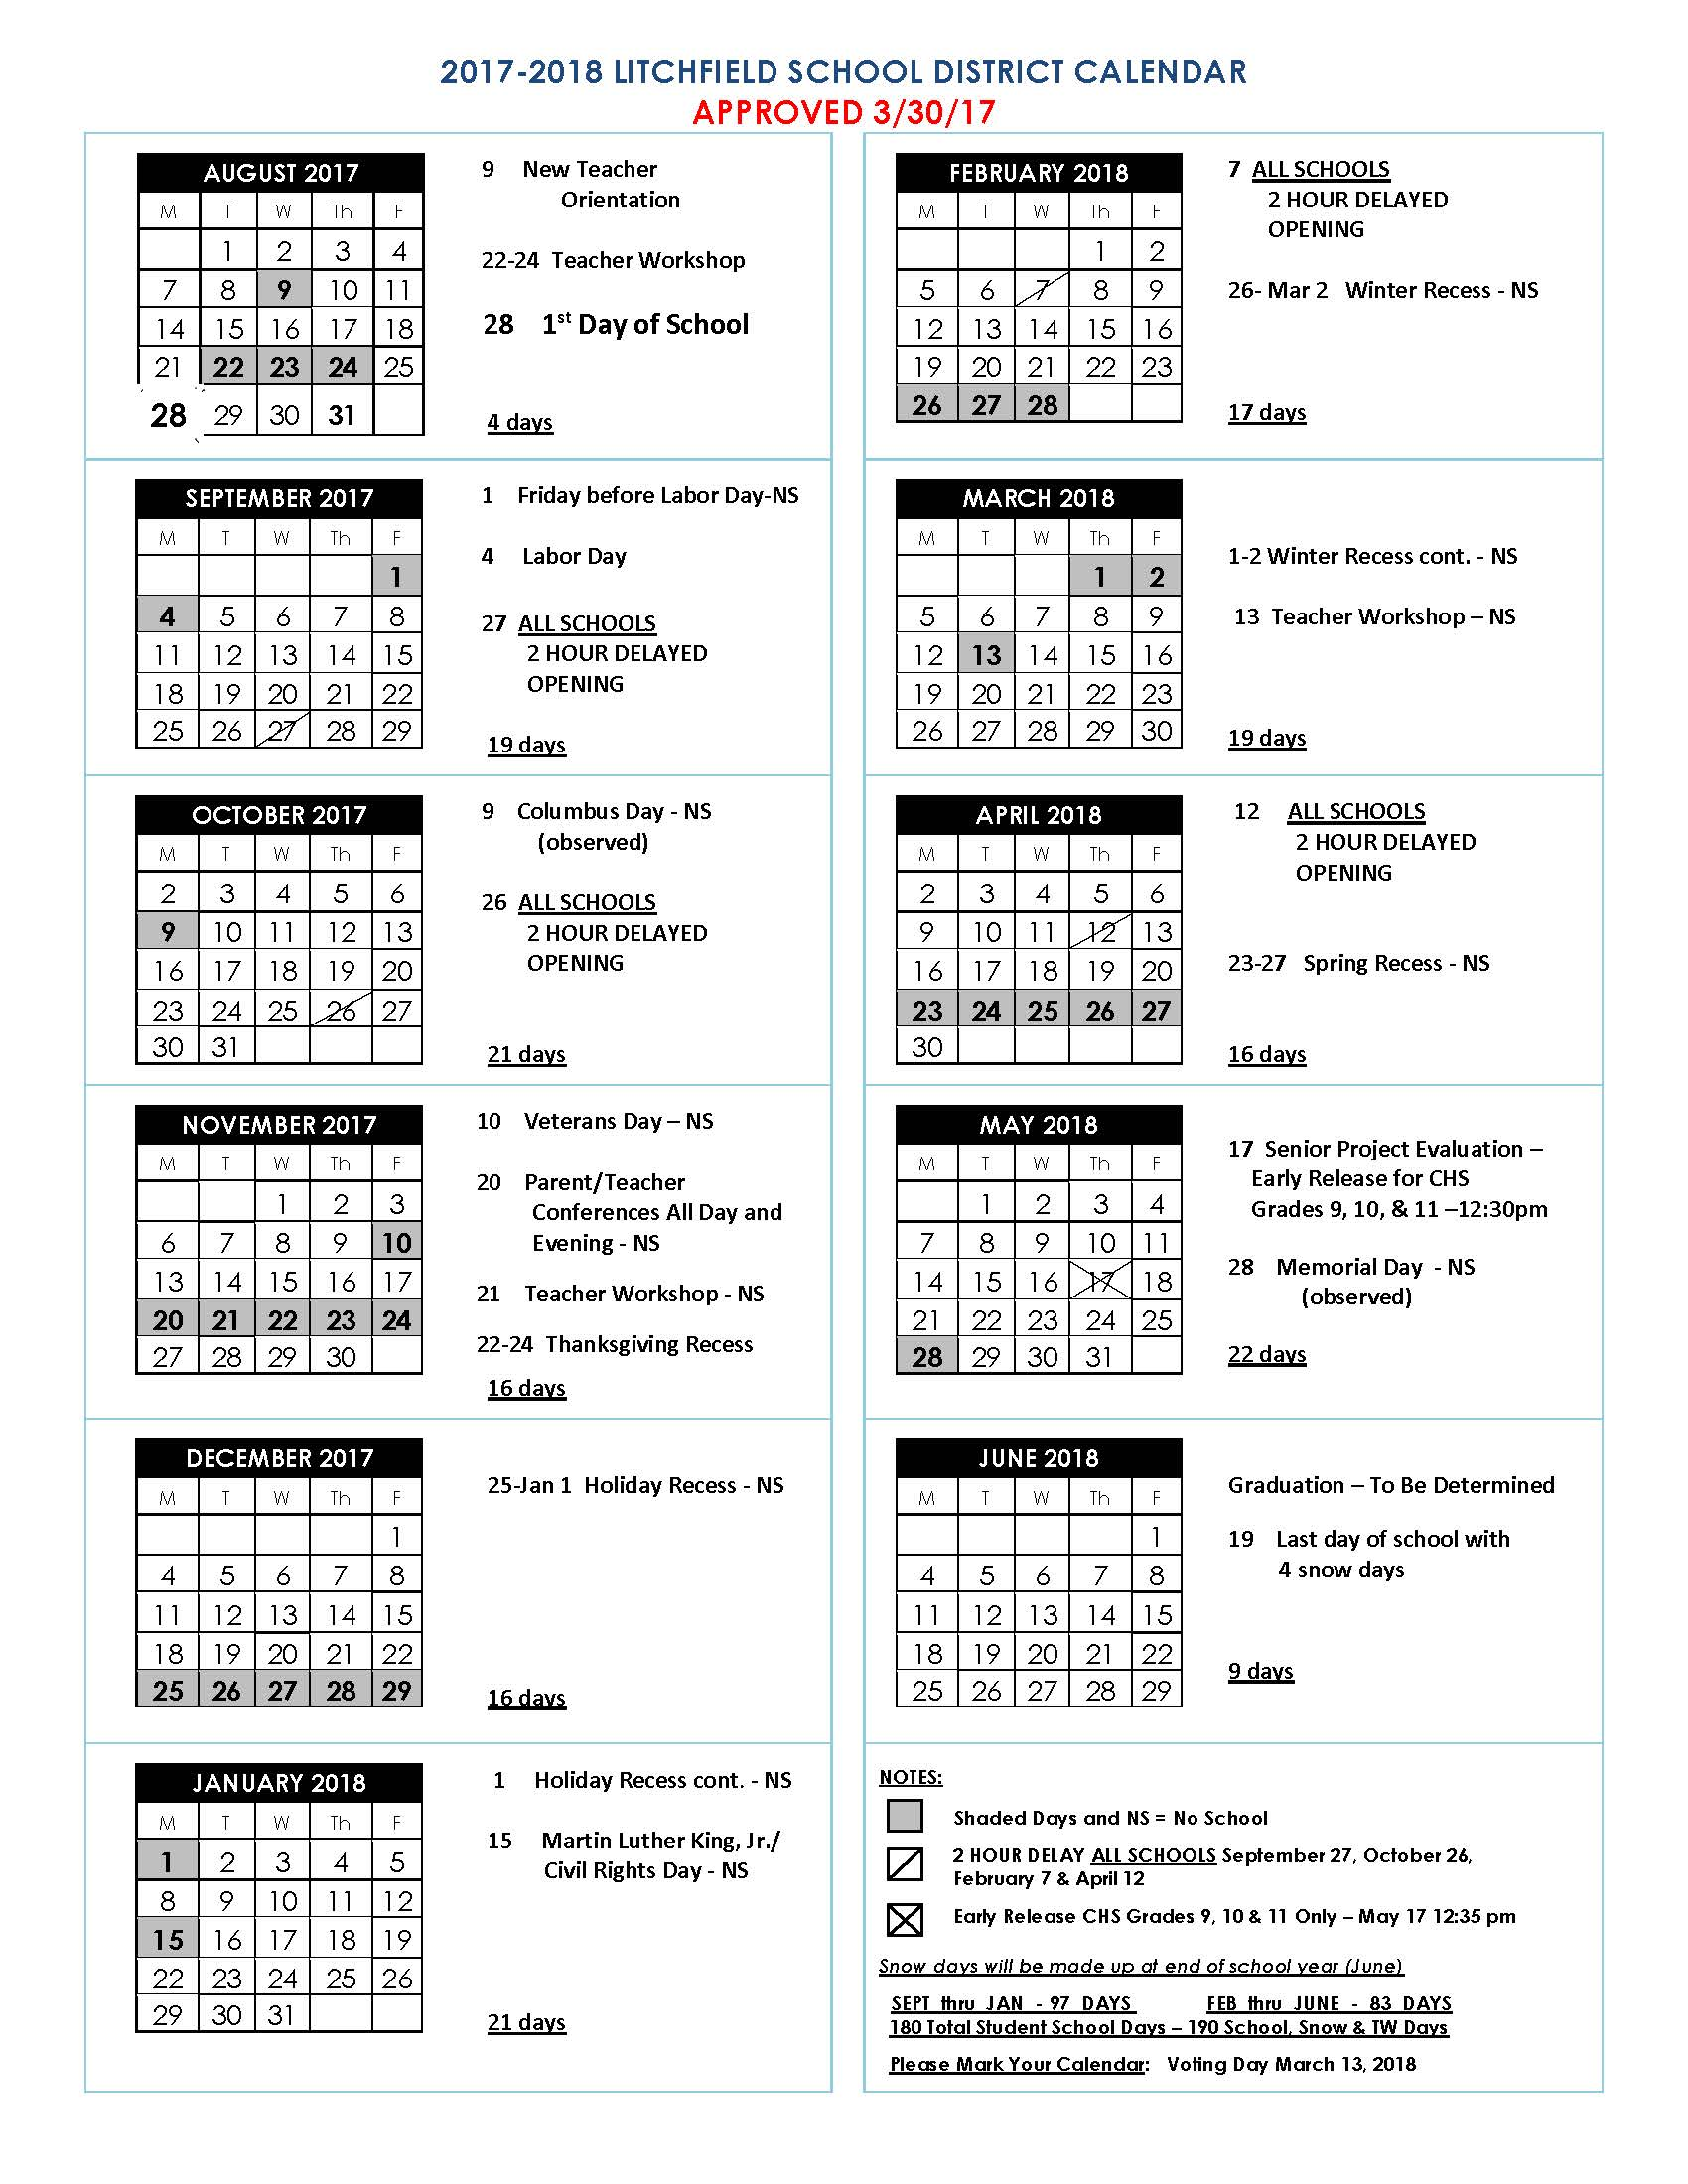 2017-2018 LITCHFIELD SCHOOL DISTRICT CALENDAR
APPROVED 3/30/17
AUGUST 2017
M T W Th F
1 2 3 4
7 8 9 10 11
14 15 16 17 18
21 22 23 24 25
28 29 30 31
9 New Teacher
Orientation
22-24 Teacher Workshop
28 1st Day of School
4 days
SEPTEMBER 2017
M T W Th F
1
4 5 6 7 8
11 12 13 14 15
18 19 20 21 22
25 26 27 28 29
1 Friday before Labor Day-NS
4 Labor Day
27 ALL SCHOOLS
2 HOUR DELAYED
OPENING
19 days
OCTOBER 2017
M T W Th F
2 3 4 5 6
9 10 11 12 13
16 17 18 19 20
23 24 25 26 27
30 31
9 Columbus Day - NS
(observed)
26 ALL SCHOOLS
2 HOUR DELAYED
OPENING
21 days
NOVEMBER 2017
M T W Th F
1 2 3
6 7 8 9 10
13 14 15 16 17
20 21 22 23 24
27 28 29 30
10 Veterans Day – NS
20 Parent/Teacher
Conferences All Day and
Evening - NS
21 Teacher Workshop - NS
22-24 Thanksgiving Recess
16 days
DECEMBER 2017
M T W Th F
1
4 5 6 7 8
11 12 13 14 15
18 19 20 21 22
25 26 27 28 29
25-Jan 1 Holiday Recess - NS
16 days
JANUARY 2018
M T W Th F
1 2 3 4 5
8 9 10 11 12
15 16 17 18 19
22 23 24 25 26
29 30 31
1 Holiday Recess cont. - NS
15 Martin Luther King, Jr./
Civil Rights Day - NS
21 days
FEBRUARY 2018
M T W Th F
1 2
5 6 7 8 9
12 13 14 15 16
19 20 21 22 23
26 27 28
7 ALL SCHOOLS
2 HOUR DELAYED
OPENING
26- Mar 2 Winter Recess - NS
17 days
MARCH 2018
M T W Th F
1 2
5 6 7 8 9
12 13 14 15 16
19 20 21 22 23
26 27 28 29 30
1-2 Winter Recess cont. - NS
13 Teacher Workshop – NS
19 days
APRIL 2018
M T W Th F
2 3 4 5 6
9 10 11 12 13
16 17 18 19 20
23 24 25 26 27
30
12 ALL SCHOOLS
2 HOUR DELAYED
OPENING
23-27 Spring Recess - NS
16 days
MAY 2018
M T W Th F
1 2 3 4
7 8 9 10 11
14 15 16 17 18
21 22 23 24 25
28 29 30 31
17 Senior Project Evaluation –
Early Release for CHS
Grades 9, 10, & 11 –12:30pm
28 Memorial Day - NS
(observed)
22 days
JUNE 2018
M T W Th F
1
4 5 6 7 8
11 12 13 14 15
18 19 20 21 22
25 26 27 28 29
Graduation – To Be Determined
19 Last day of school with
4 snow days
9 days
NOTES:
Shaded Days and NS = No School
2 HOUR DELAY ALL SCHOOLS September 27, October 26,
February 7 & April 12
Early Release CHS Grades 9, 10 & 11 Only – May 17 12:35 pm
Snow days will be made up at end of school year (June)
SEPT thru JAN - 97 DAYS FEB thru JUNE - 83 DAYS
180 Total Student School Days – 190 School, Snow & TW Days
Please Mark Your Calendar: Voting Day March 13, 2018